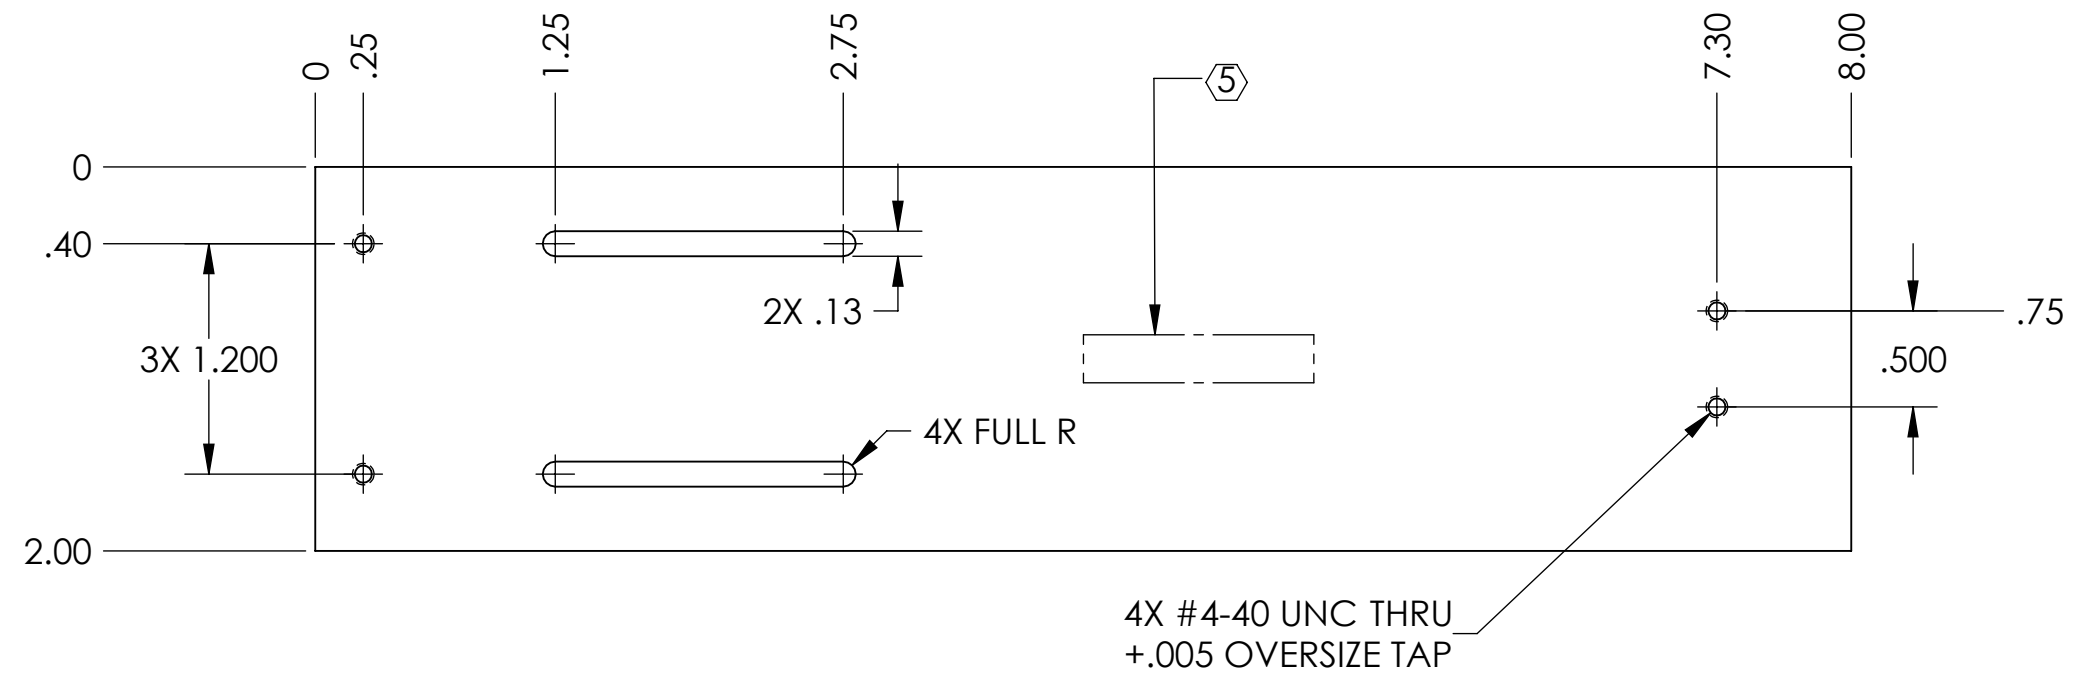 0
.25
1.25
2.75
7.30
8.00
5
0
.40
2X .13
.75
3X 1.200
.500
4X FULL R
2.00
4X #4-40 UNC THRU
+.005 OVERSIZE TAP